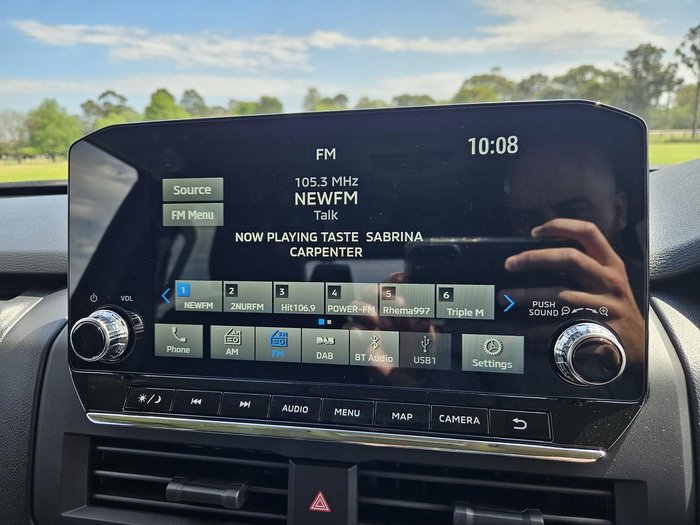 FM
10:08
105.3 MHz
NEWFM
Talk
Source
FM Menu
NOW PLAYING TASTE SABRINA
CARPENTER
1 NEWFM
2 2NURFM
3 Hit106.9
4 POWER-FM
5 Rhema997
6 Triple M
VOL
PUSH
SOUND
Phone
AM
FM
DAB
BT Audio
USB1
Settings
AUDIO
MENU
MAP
CAMERA